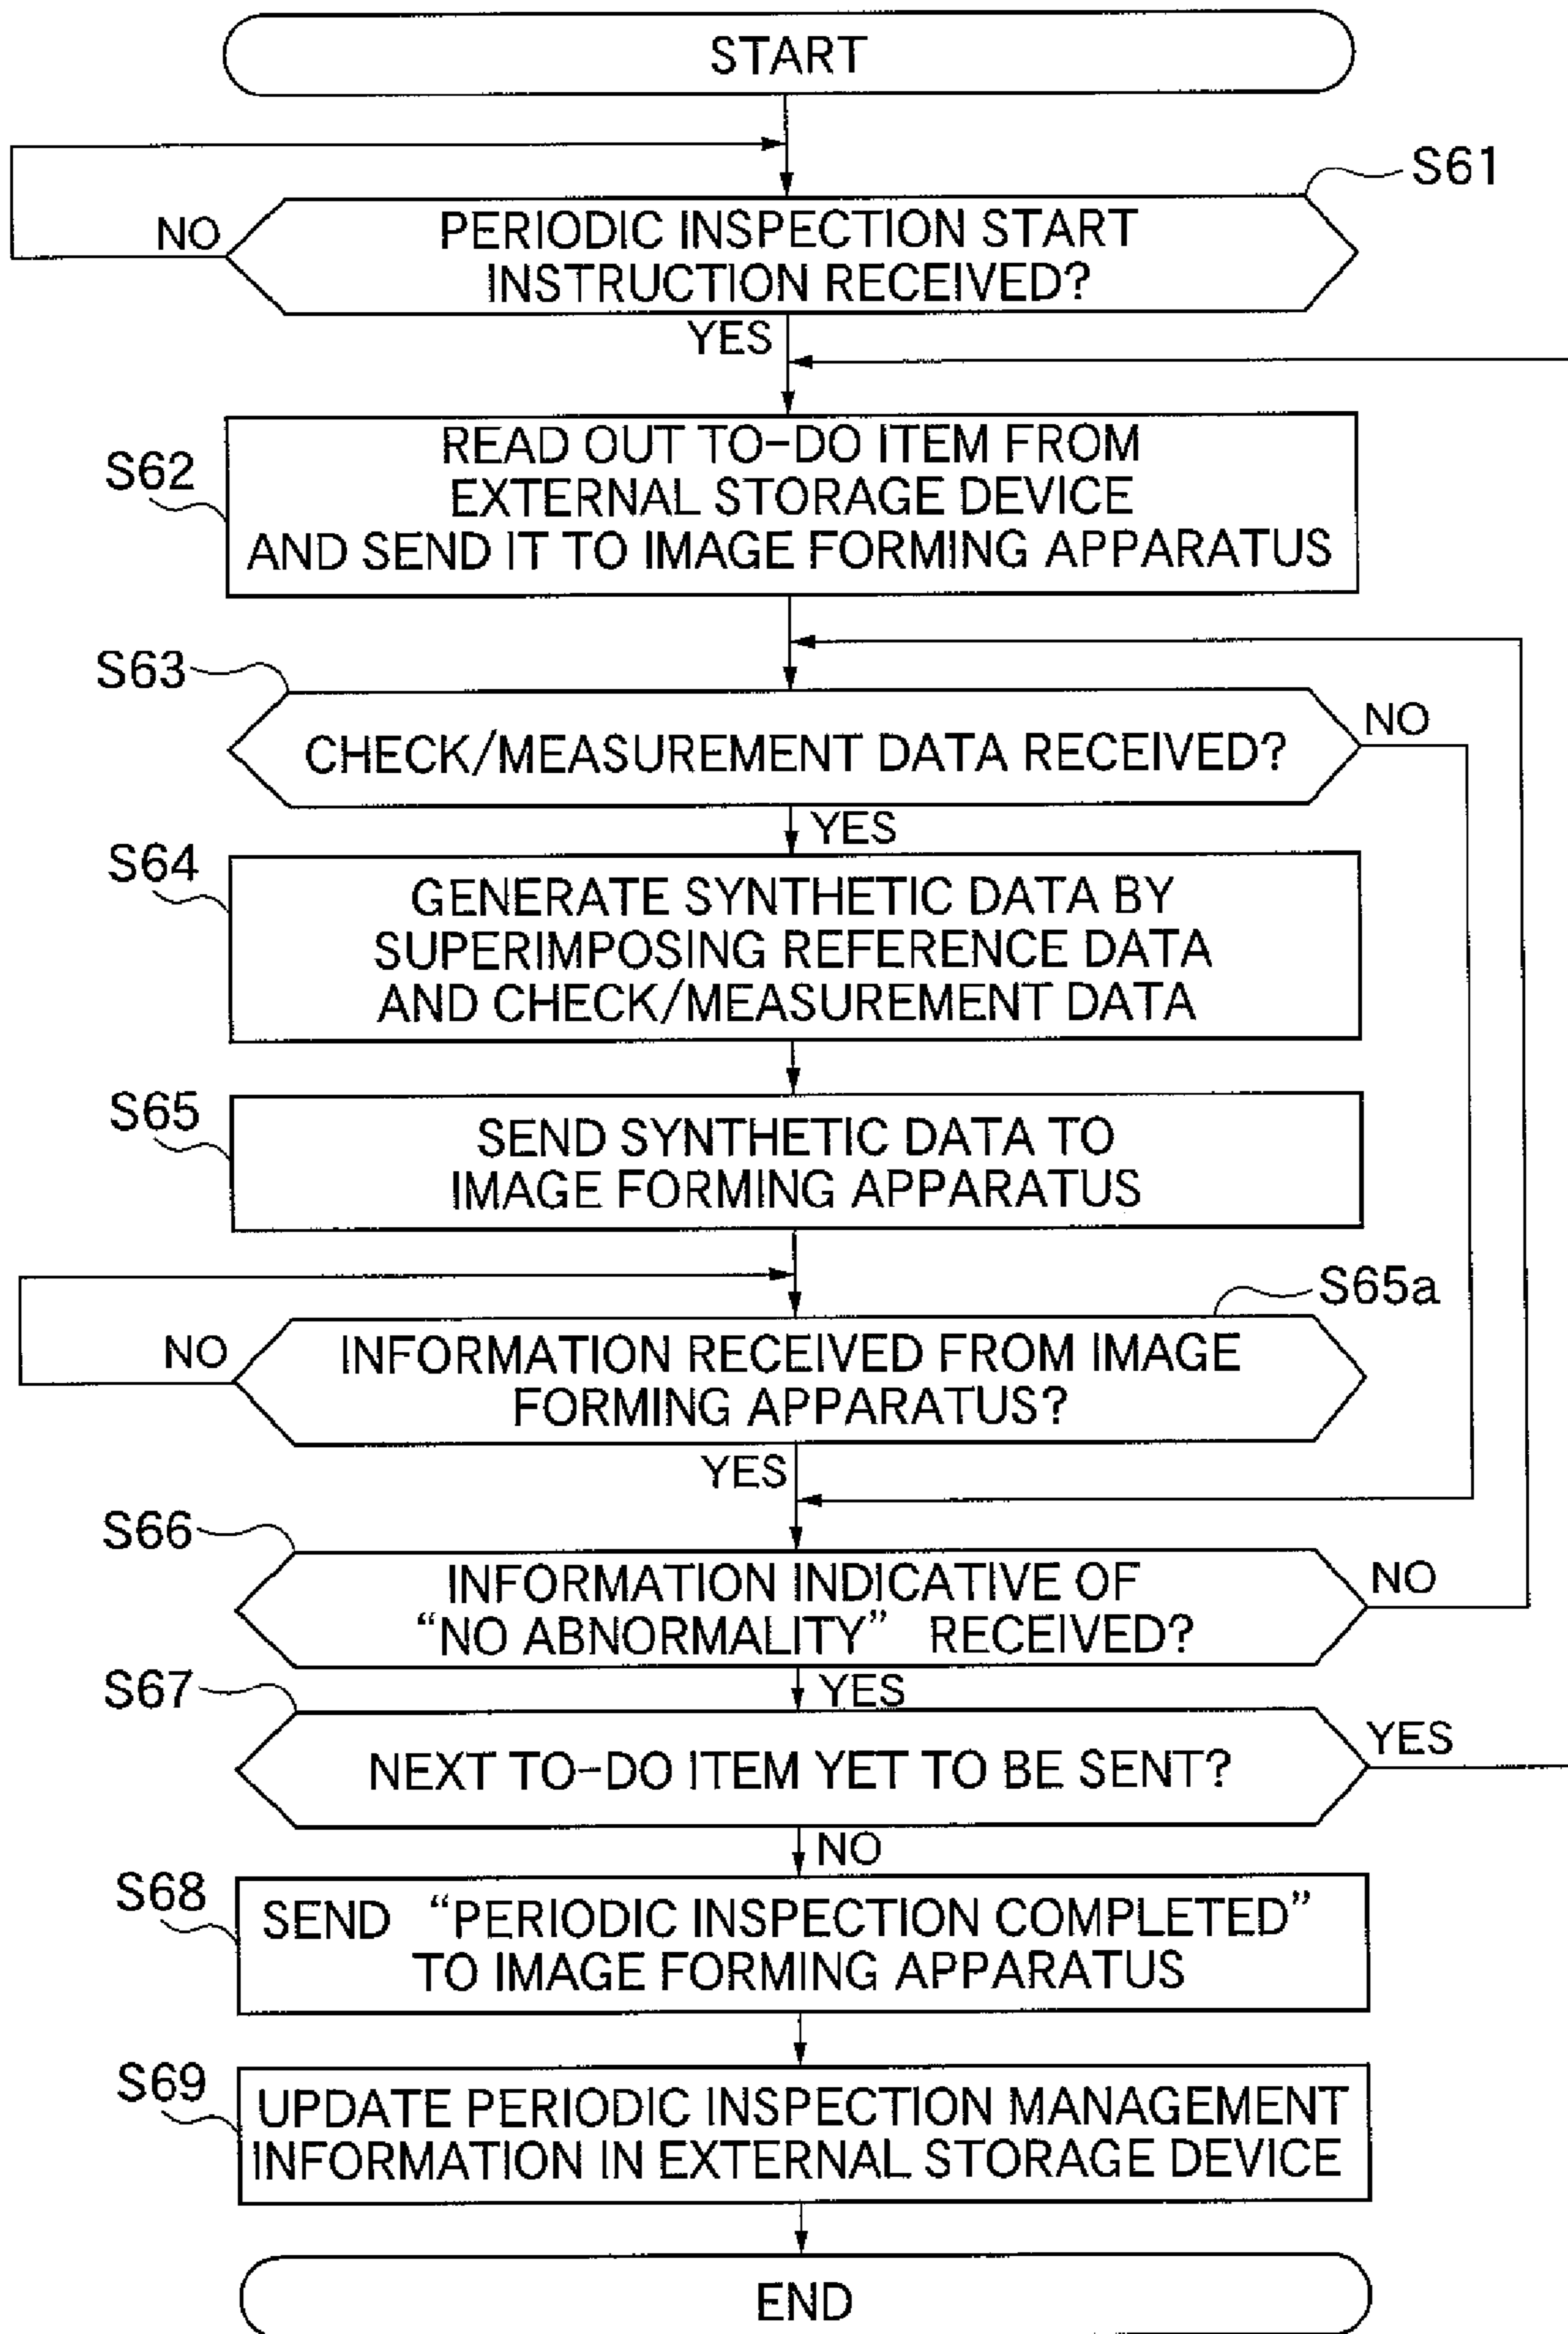 START
S61
NO
PERIODIC INSPECTION START
INSTRUCTION RECEIVED?
YES
S62
READ OUT TO-DO ITEM FROM
EXTERNAL STORAGE DEVICE
AND SEND IT TO IMAGE FORMING APPARATUS
S63
NO
CHECK/MEASUREMENT DATA RECEIVED?
YES
S64
GENERATE SYNTHETIC DATA BY
SUPERIMPOSING REFERENCE DATA
AND CHECK/MEASUREMENT DATA
S65
SEND SYNTHETIC DATA TO
IMAGE FORMING APPARATUS
S65a
NO
INFORMATION RECEIVED FROM IMAGE
FORMING APPARATUS?
YES
S66
INFORMATION INDICATIVE OF
“NO ABNORMALITY” RECEIVED?
NO
YES
S67
NEXT TO-DO ITEM YET TO BE SENT?
YES
NO
S68
SEND “PERIODIC INSPECTION COMPLETED”
TO IMAGE FORMING APPARATUS
S69
UPDATE PERIODIC INSPECTION MANAGEMENT
INFORMATION IN EXTERNAL STORAGE DEVICE
END